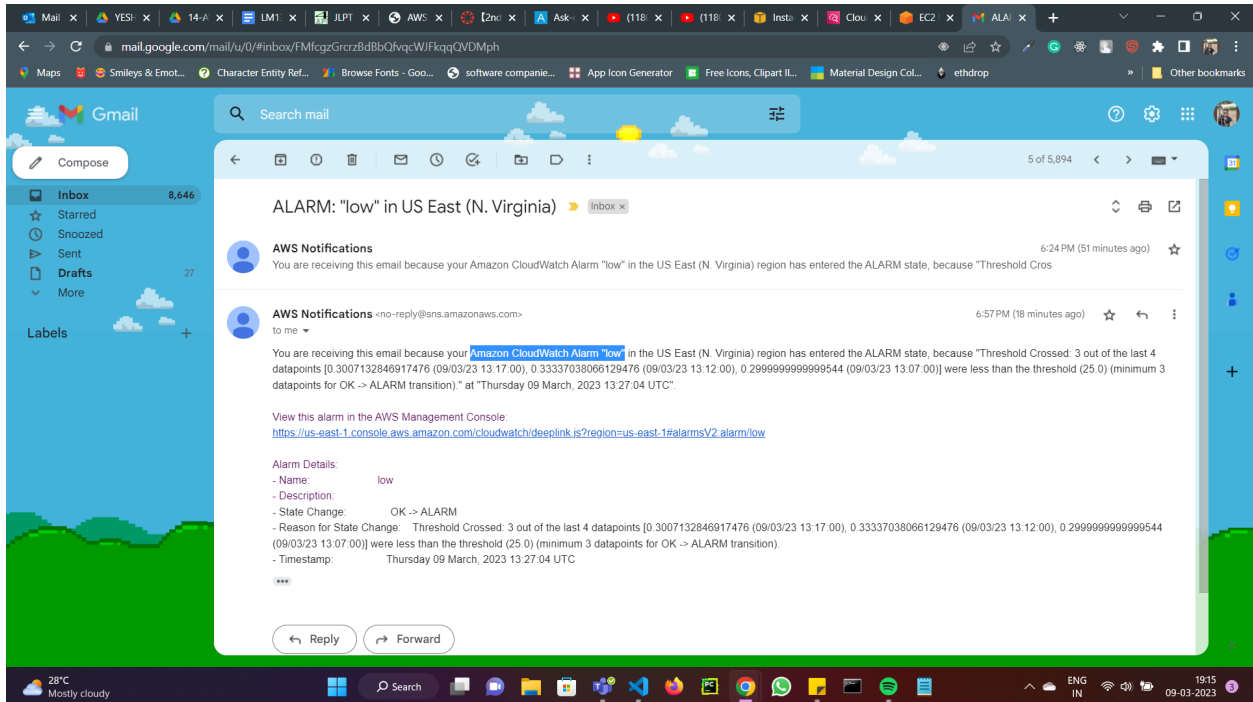 Mail
YESH
14-A
LM1:
JLPT
AWS
[2nd
Ask-
(118(
(118(
Insta
Clou
EC2
ALAI
mail.google.com/mail/u/0/#inbox/FMfcgzGrcrzBdBbQfvqcWJFkqqQVDMph
Maps
Smileys & Emot...
Character Entity Ref...
Browse Fonts - Goo...
software companie...
App Icon Generator
Free Icons, Clipart Il...
Material Design Col...
ethdrop
»
Other bookmarks
Gmail
Search mail
Compose
5 of 5,894
Inbox 8,646
Starred
Snoozed
Sent
Drafts 27
More
Labels
ALARM: "low" in US East (N. Virginia)
Inbox ×
AWS Notifications
6:24 PM (51 minutes ago)
You are receiving this email because your Amazon CloudWatch Alarm "low" in the US East (N. Virginia) region has entered the ALARM state, because "Threshold Cros
AWS Notifications <no-reply@sns.amazonaws.com>
6:57 PM (18 minutes ago)
to me
You are receiving this email because your Amazon CloudWatch Alarm "low" in the US East (N. Virginia) region has entered the ALARM state, because "Threshold Crossed: 3 out of the last 4
datapoints [0.3007132846917476 (09/03/23 13:17:00), 0.33337038066129476 (09/03/23 13:12:00), 0.2999999999999544 (09/03/23 13:07:00)] were less than the threshold (25.0) (minimum 3
datapoints for OK -> ALARM transition)." at "Thursday 09 March, 2023 13:27:04 UTC".
View this alarm in the AWS Management Console:
https://us-east-1.console.aws.amazon.com/cloudwatch/deeplink.js?region=us-east-1#alarmsV2:alarm/low
Alarm Details:
- Name: low
- Description:
- State Change: OK -> ALARM
- Reason for State Change: Threshold Crossed: 3 out of the last 4 datapoints [0.3007132846917476 (09/03/23 13:17:00), 0.33337038066129476 (09/03/23 13:12:00), 0.2999999999999544
(09/03/23 13:07:00)] were less than the threshold (25.0) (minimum 3 datapoints for OK -> ALARM transition).
- Timestamp: Thursday 09 March, 2023 13:27:04 UTC
Reply
Forward
28°C
Mostly cloudy
Search
ENG
IN
19:15
09-03-2023
3